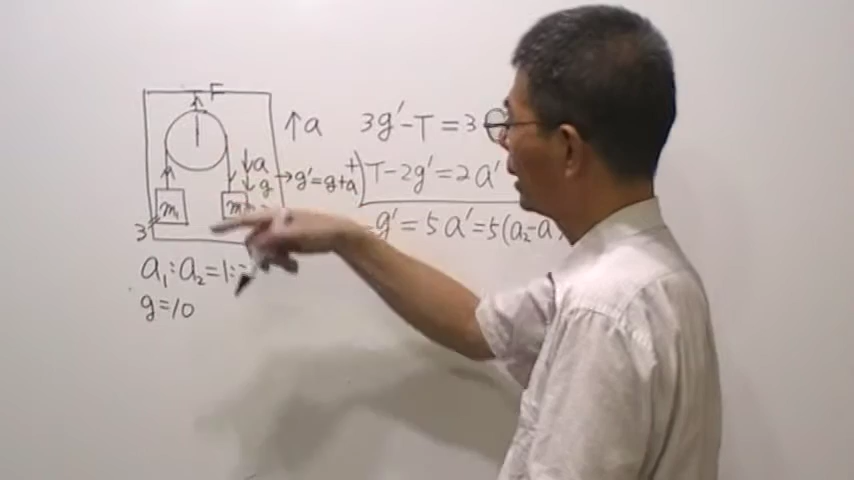 F
↑a
3g'-T=3
↓a
↓g → g'=g+a
+) T-2g'=2a'
m₁
m
3
g'=5a'=5(a₂-a
a₁:a₂=1:
g=10